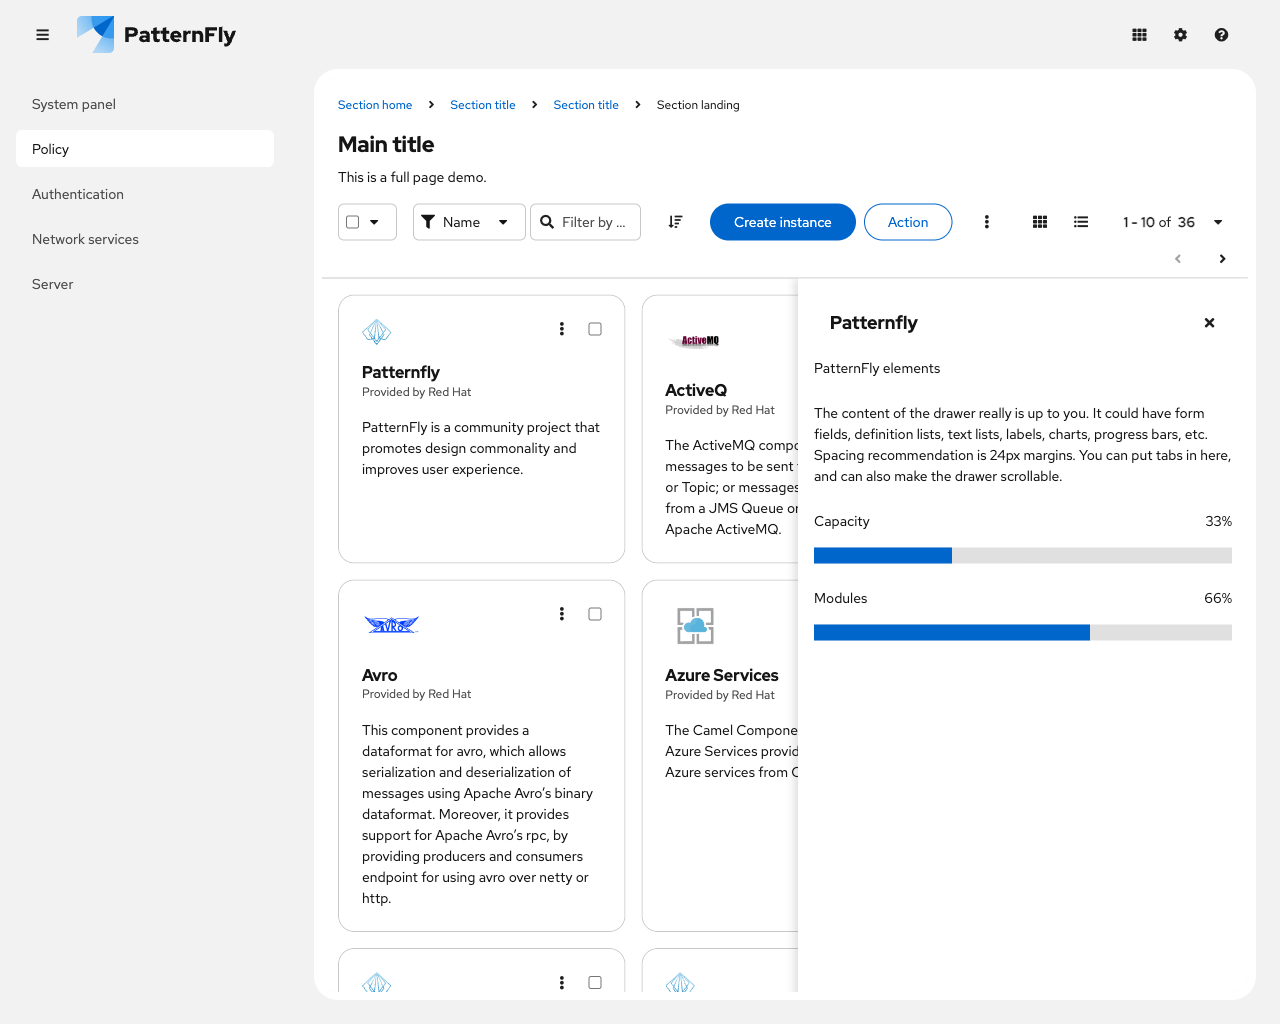 PatternFly
System panel
Policy
Authentication
Network services
Server
Section home
Section title
Section title
Section landing
Main title
This is a full page demo.
Name
Filter by ...
Create instance
Action
1 - 10 of 36
Patternfly
Provided by Red Hat
PatternFly is a community project that
promotes design commonality and
improves user experience.
ActiveMQ
ActiveQ
Provided by Red Hat
The ActiveMQ compo
messages to be sent
or Topic; or messages
from a JMS Queue or
Apache ActiveMQ.
AVRO
Avro
Provided by Red Hat
This component provides a
dataformat for avro, which allows
serialization and deserialization of
messages using Apache Avro’s binary
dataformat. Moreover, it provides
support for Apache Avro’s rpc, by
providing producers and consumers
endpoint for using avro over netty or
http.
Azure Services
Provided by Red Hat
The Camel Compone
Azure Services provid
Azure services from
Patternfly
PatternFly elements
The content of the drawer really is up to you. It could have form
fields, definition lists, text lists, labels, charts, progress bars, etc.
Spacing recommendation is 24px margins. You can put tabs in here,
and can also make the drawer scrollable.
Capacity
33%
Modules
66%